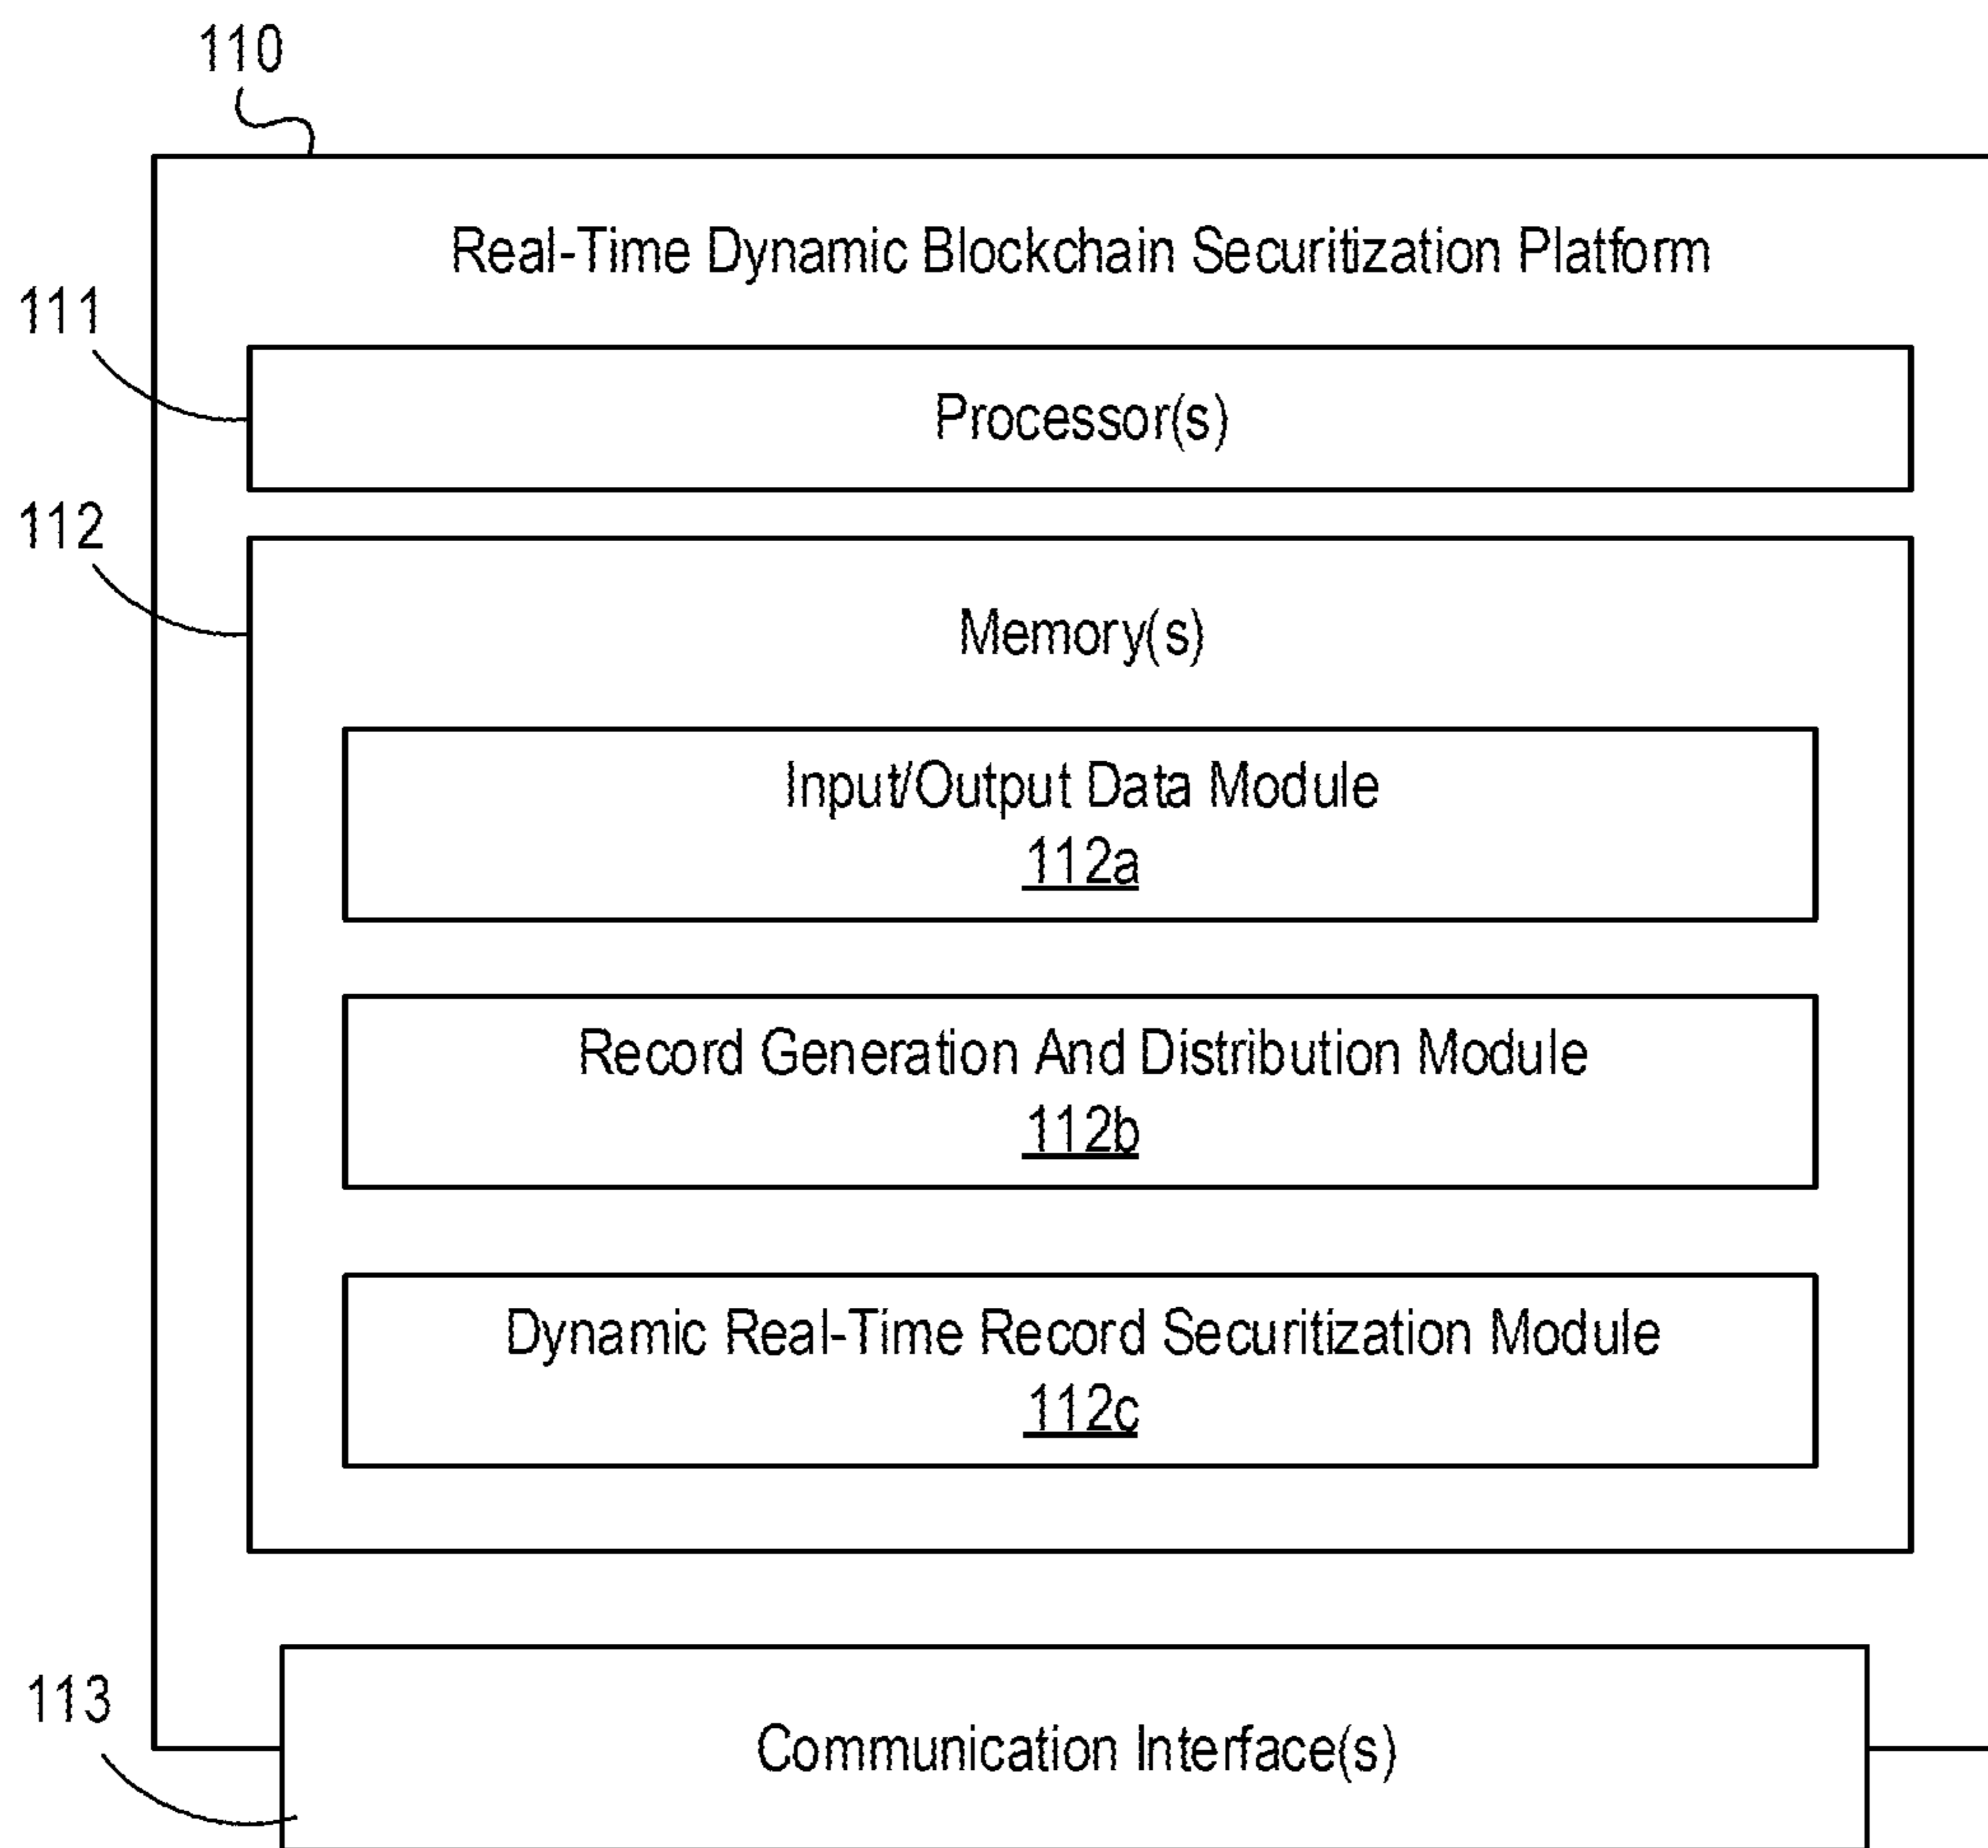 110
Real-Time Dynamic Blockchain Securitization Platform
111
Processor(s)
112
Memory(s)
Input/Output Data Module
112a
Record Generation And Distribution Module
112b
Dynamic Real-Time Record Securitization Module
112c
113
Communication Interface(s)